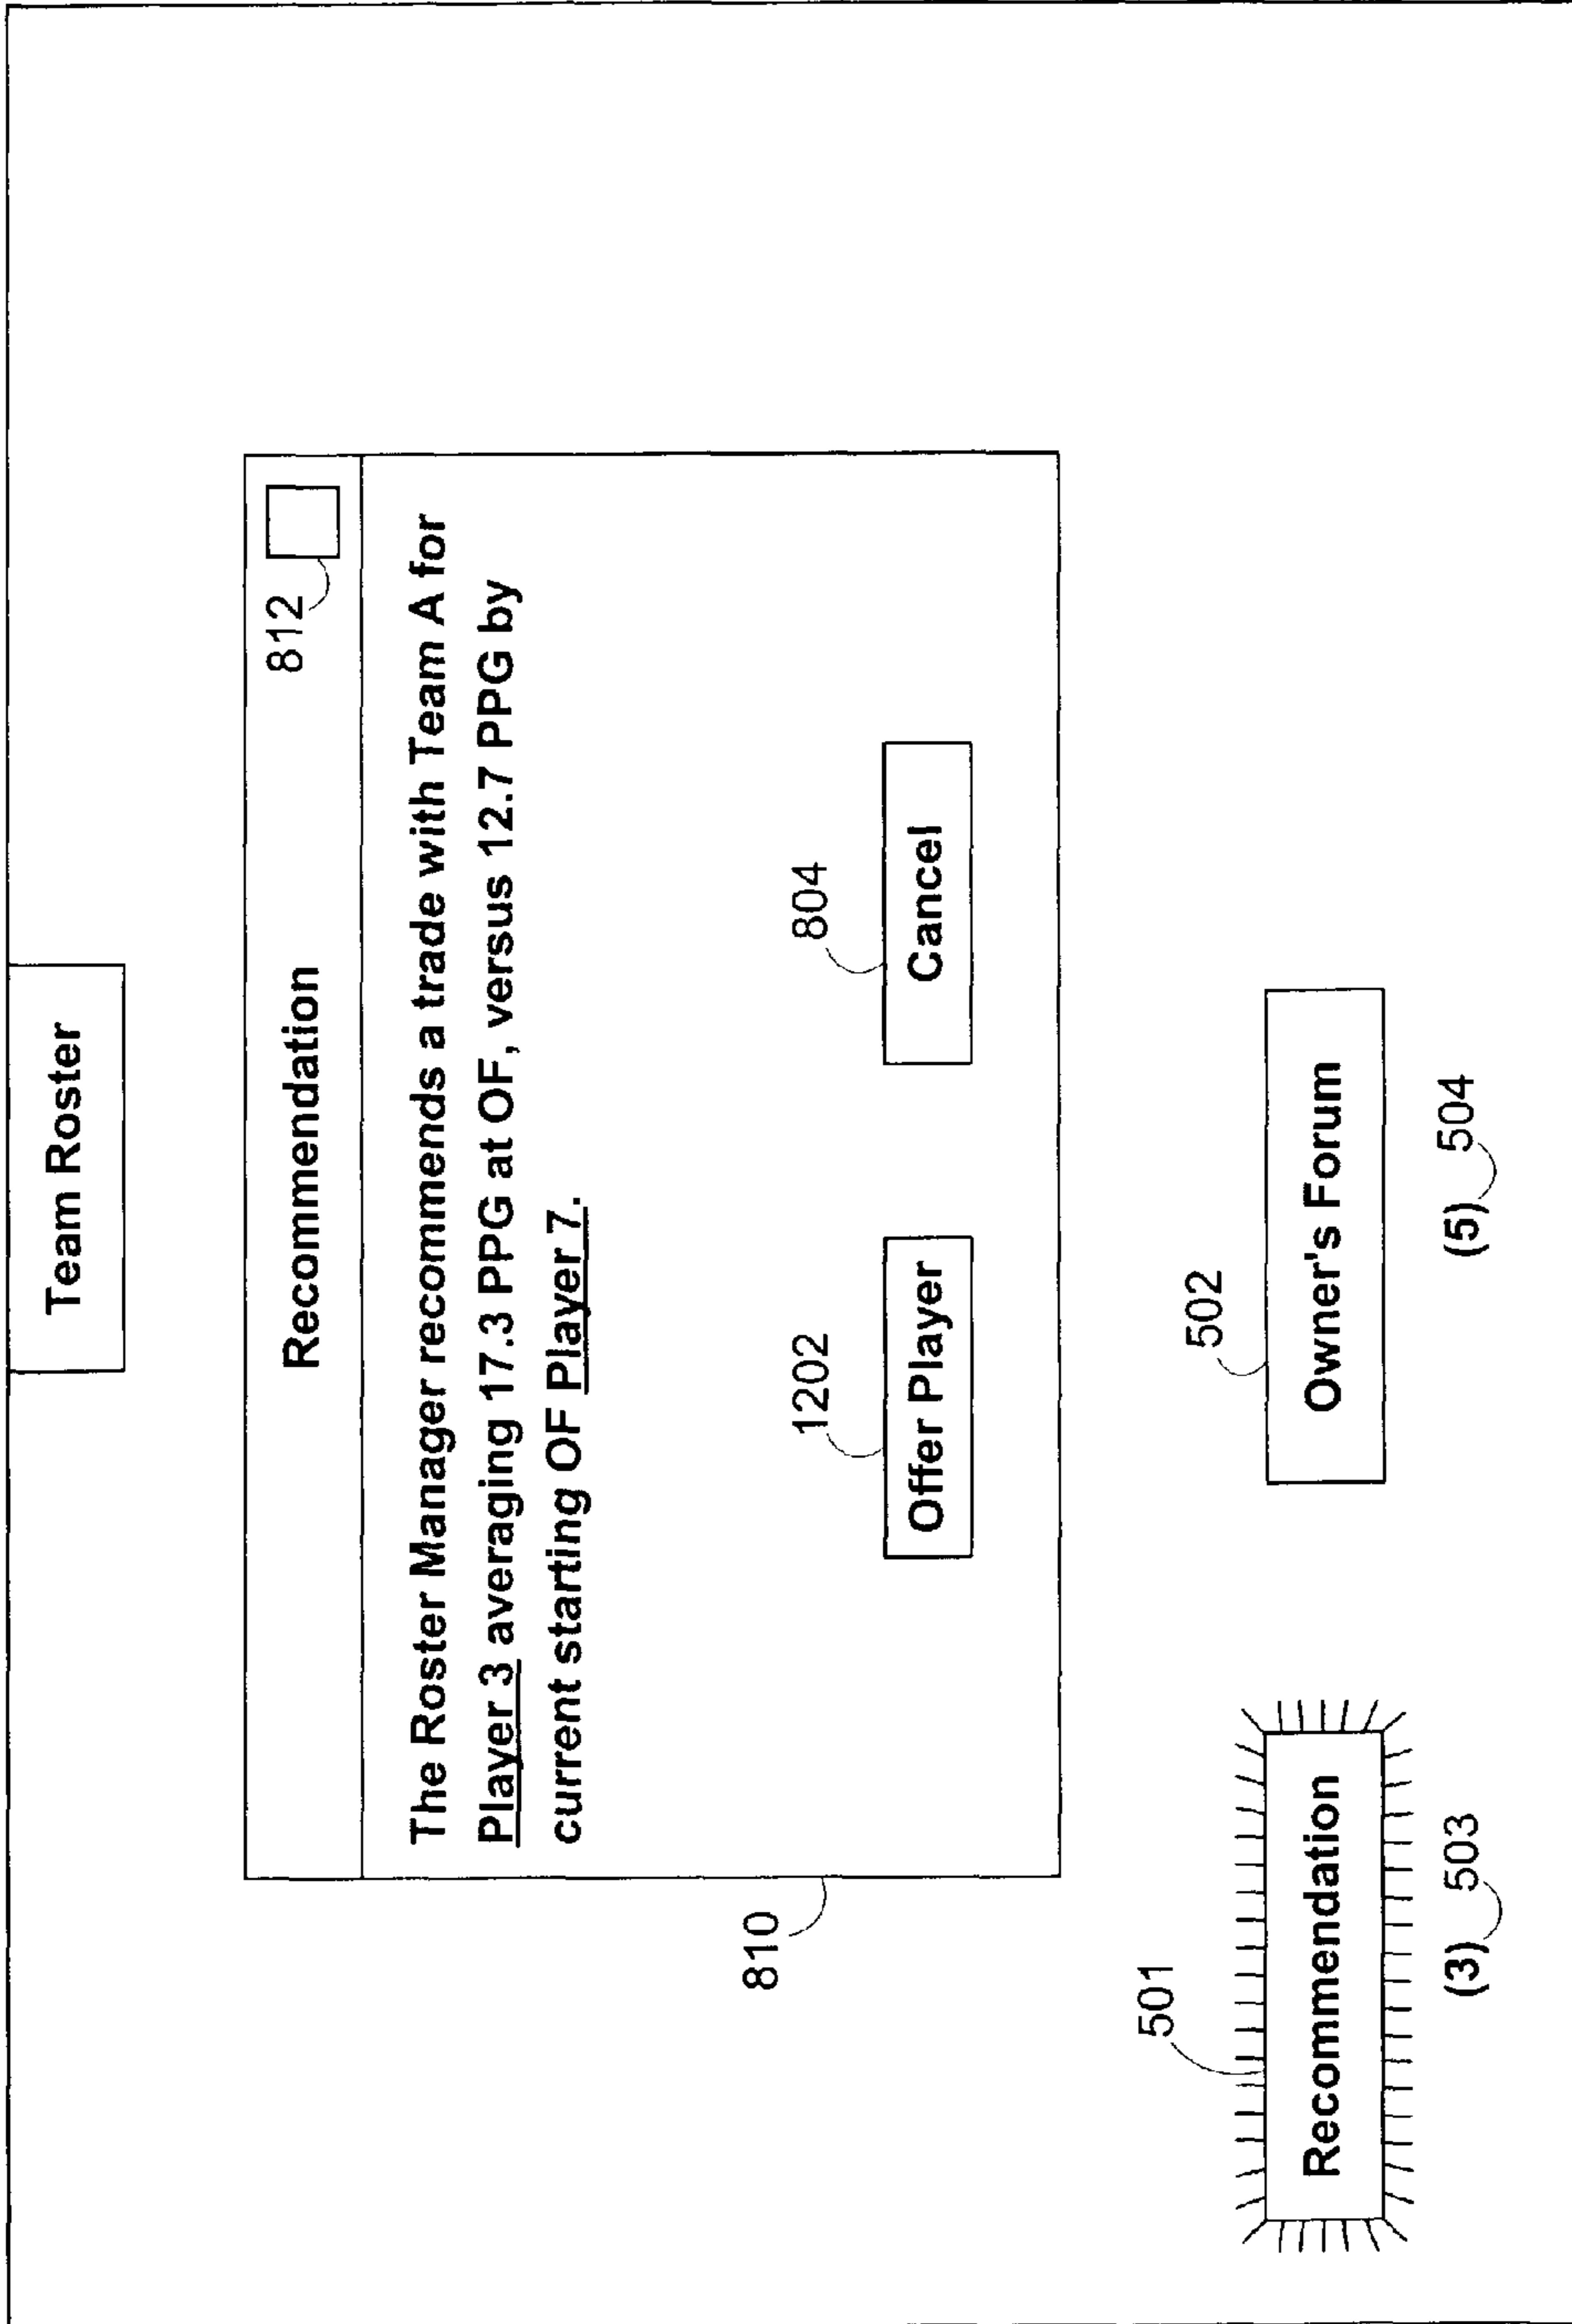 Team Roster
Recommendation
812
The Roster Manager recommends a trade with Team A for
Player 3 averaging 17.3 PPG at OF, versus 12.7 PPG by
current starting OF Player 7.
810
1202
804
Offer Player
Cancel
501
502
Recommendation
Owner's Forum
(3) 503
(5) 504